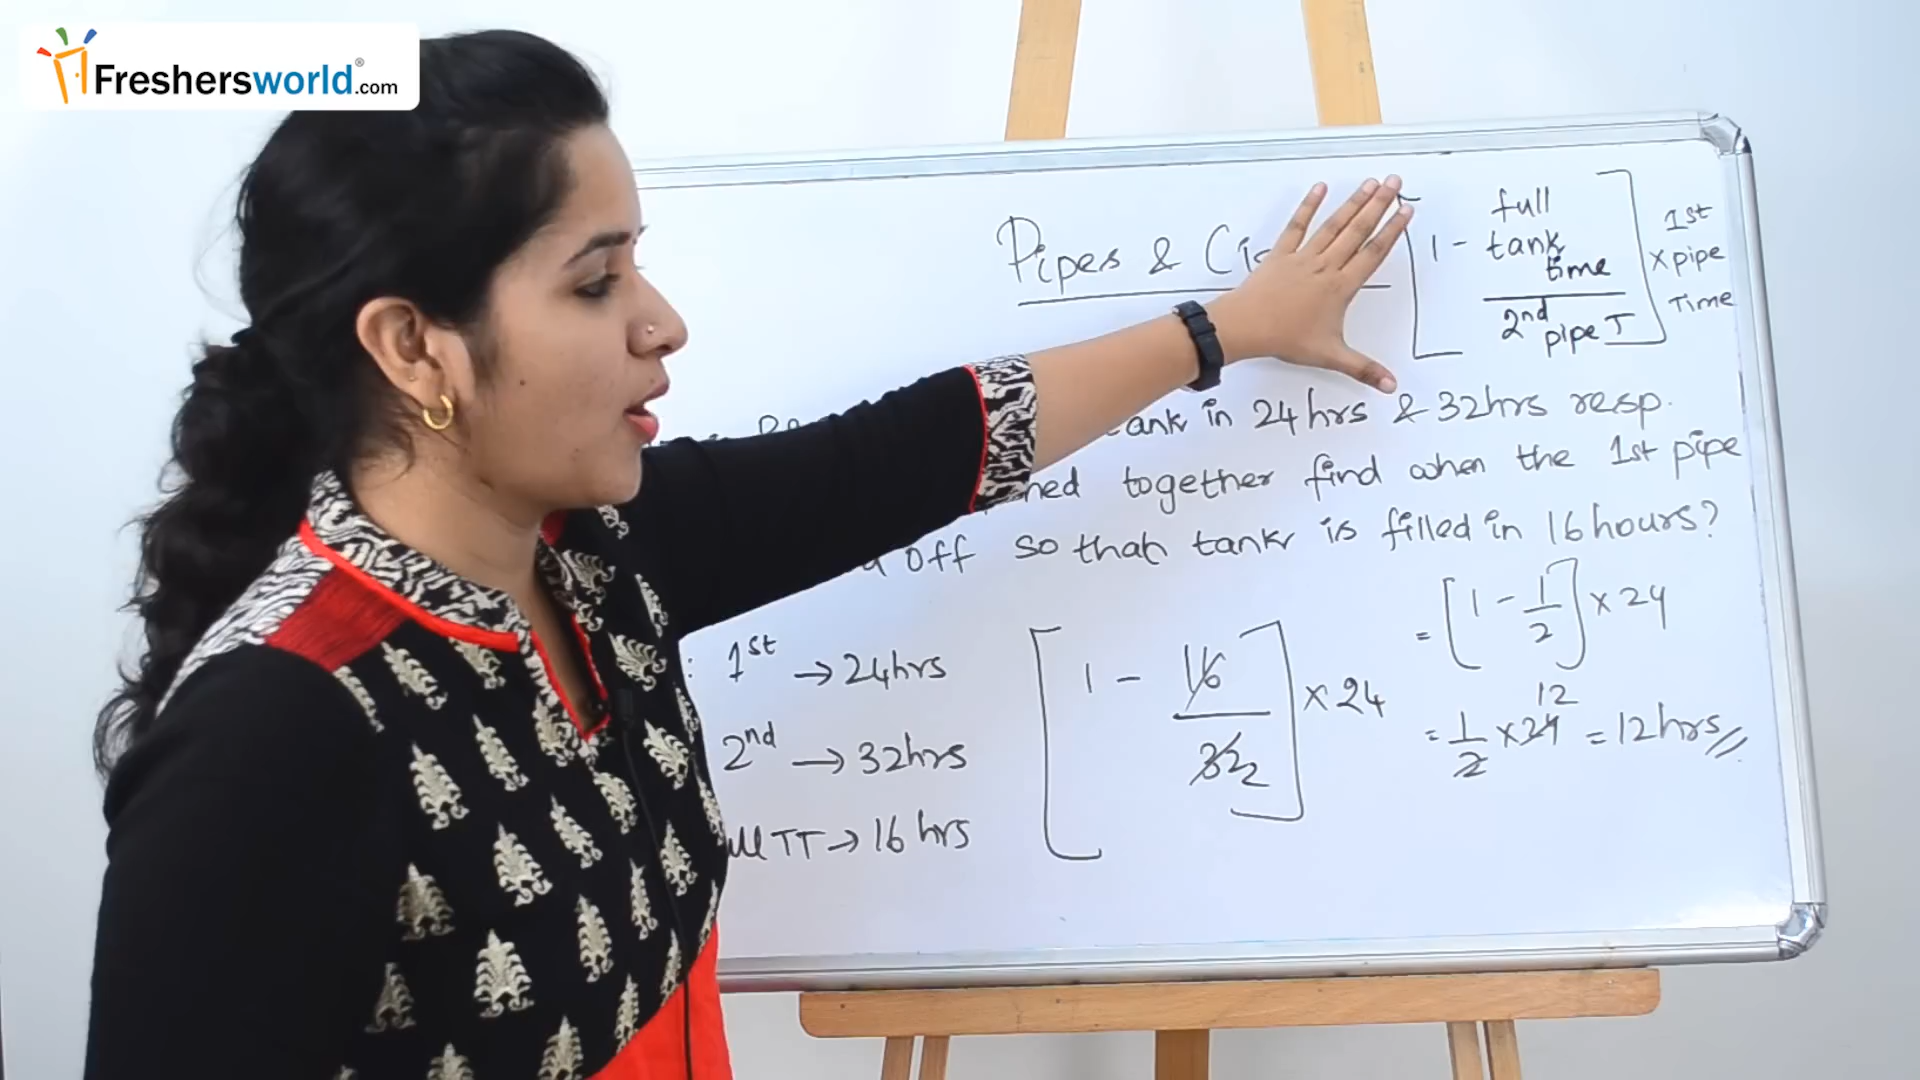 Freshersworld.com
Pipes & Ci
1 - full tank time
2nd pipe T
x 1st pipe Time
ank in 24hrs & 32hrs resp.
ned together find when the 1st pipe
off so that tank is filled in 16 hours?
: 1st → 24hrs
2nd → 32hrs
TT → 16 hrs
[1 - 16/32] x 24
= [1 - 1/2] x 24
= 1/2 x 24 12 = 12hrs